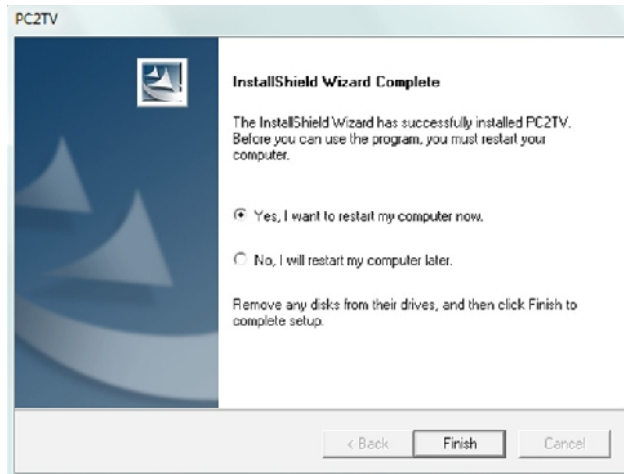 PC2TV
InstallShield Wizard Complete
The InstallShield Wizard has successfully installed PC2TV.
Before you can use the program, you must restart your
computer.
Yes, I want to restart my computer now.
No, I will restart my computer later.
Remove any disks from their drives, and then click Finish to
complete setup.
< Back Finish Cancel